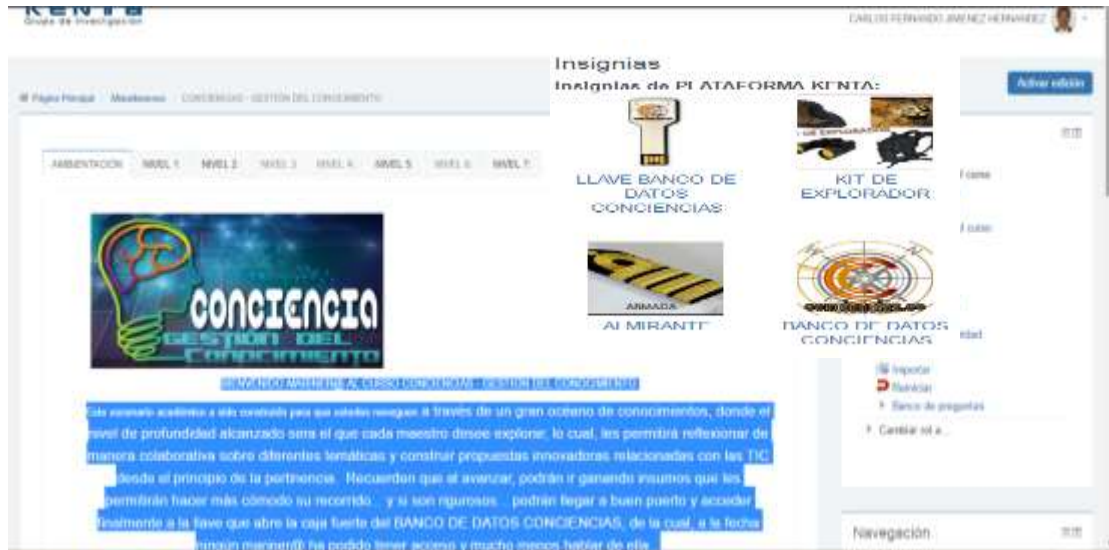 KENTA
Grupo de Investigación
CARLOS FERNANDO JIMENEZ HERNANDEZ
Activar edición
Página Principal Misceláneos CONCIENCIAS - GESTIÓN DEL CONOCIMIENTO
Insignias
Insignias de PLATAFORMA KENTA:
LLAVE BANCO DE
DATOS
CONCIENCIAS
KIT DE
EXPLORADOR
ARMADA
ALMIRANTE
BANCO DE DATOS
CONCIENCIAS
AMBIENTACIÓN NIVEL 1 NIVEL 2 NIVEL 3 NIVEL 4 NIVEL 5 NIVEL 6 NIVEL 7
CONCIENCIA
GESTIÓN DEL
CONOCIMIENTO
BIENVENIDO MARINER@ AL CURSO CONCIENCIAS - GESTIÓN DEL CONOCIMIENTO
Este escenario académico a sido construido para que ustedes naveguen a través de un gran océano de conocimientos, donde el
nivel de profundidad alcanzado sera el que cada maestro desee explorar, lo cual, les permitirá reflexionar de
manera colaborativa sobre diferentes temáticas y construir propuestas innovadoras relacionadas con las TIC
desde el principio de la pertinencia. Recuerden que al avanzar, podrán ir ganando insumos que les
permitirán hacer más cómodo su recorrido... y si son rigurosos... podrán llegar a buen puerto y acceder
finalmente a la llave que abre la caja fuerte del BANCO DE DATOS CONCIENCIAS, de la cual, a la fecha
ningún mariner@ ha podido tener acceso y mucho menos hablar de ella
curso
curso
Importar
Reiniciar
Banco de preguntas
Cambiar rol a...
Navegación